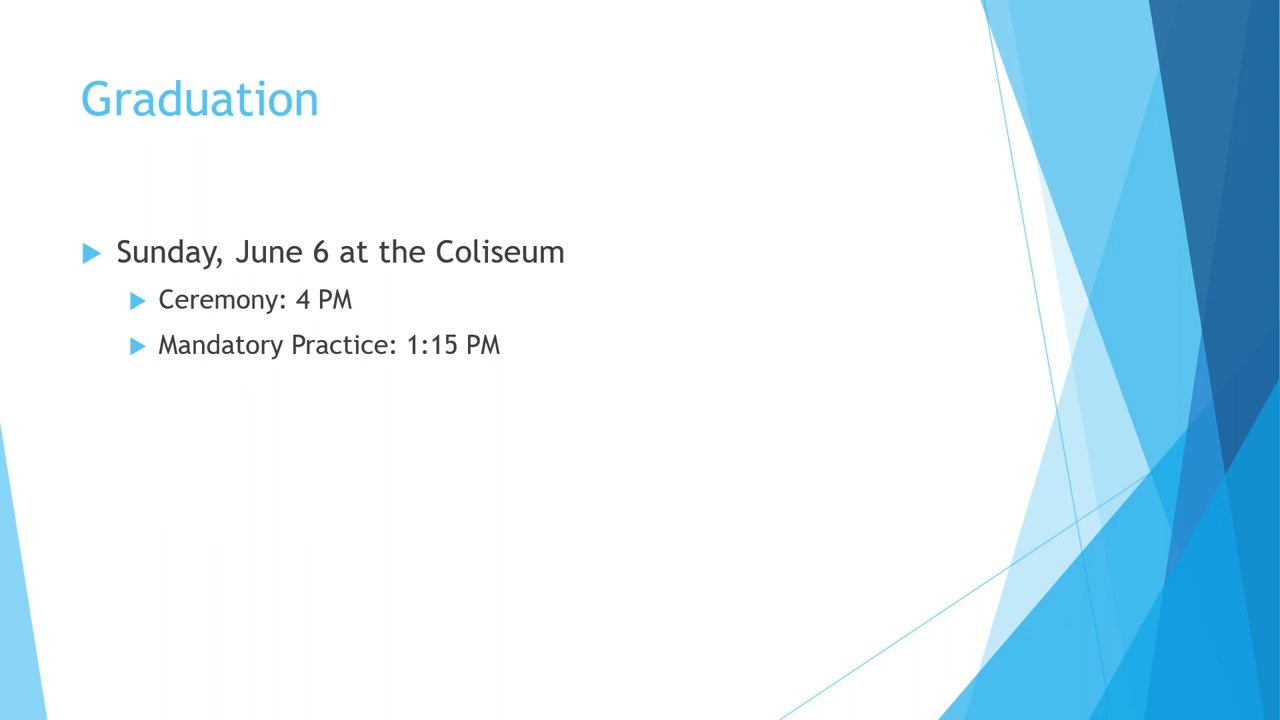 Graduation
Sunday, June 6 at the Coliseum
Ceremony: 4 PM
Mandatory Practice: 1:15 PM